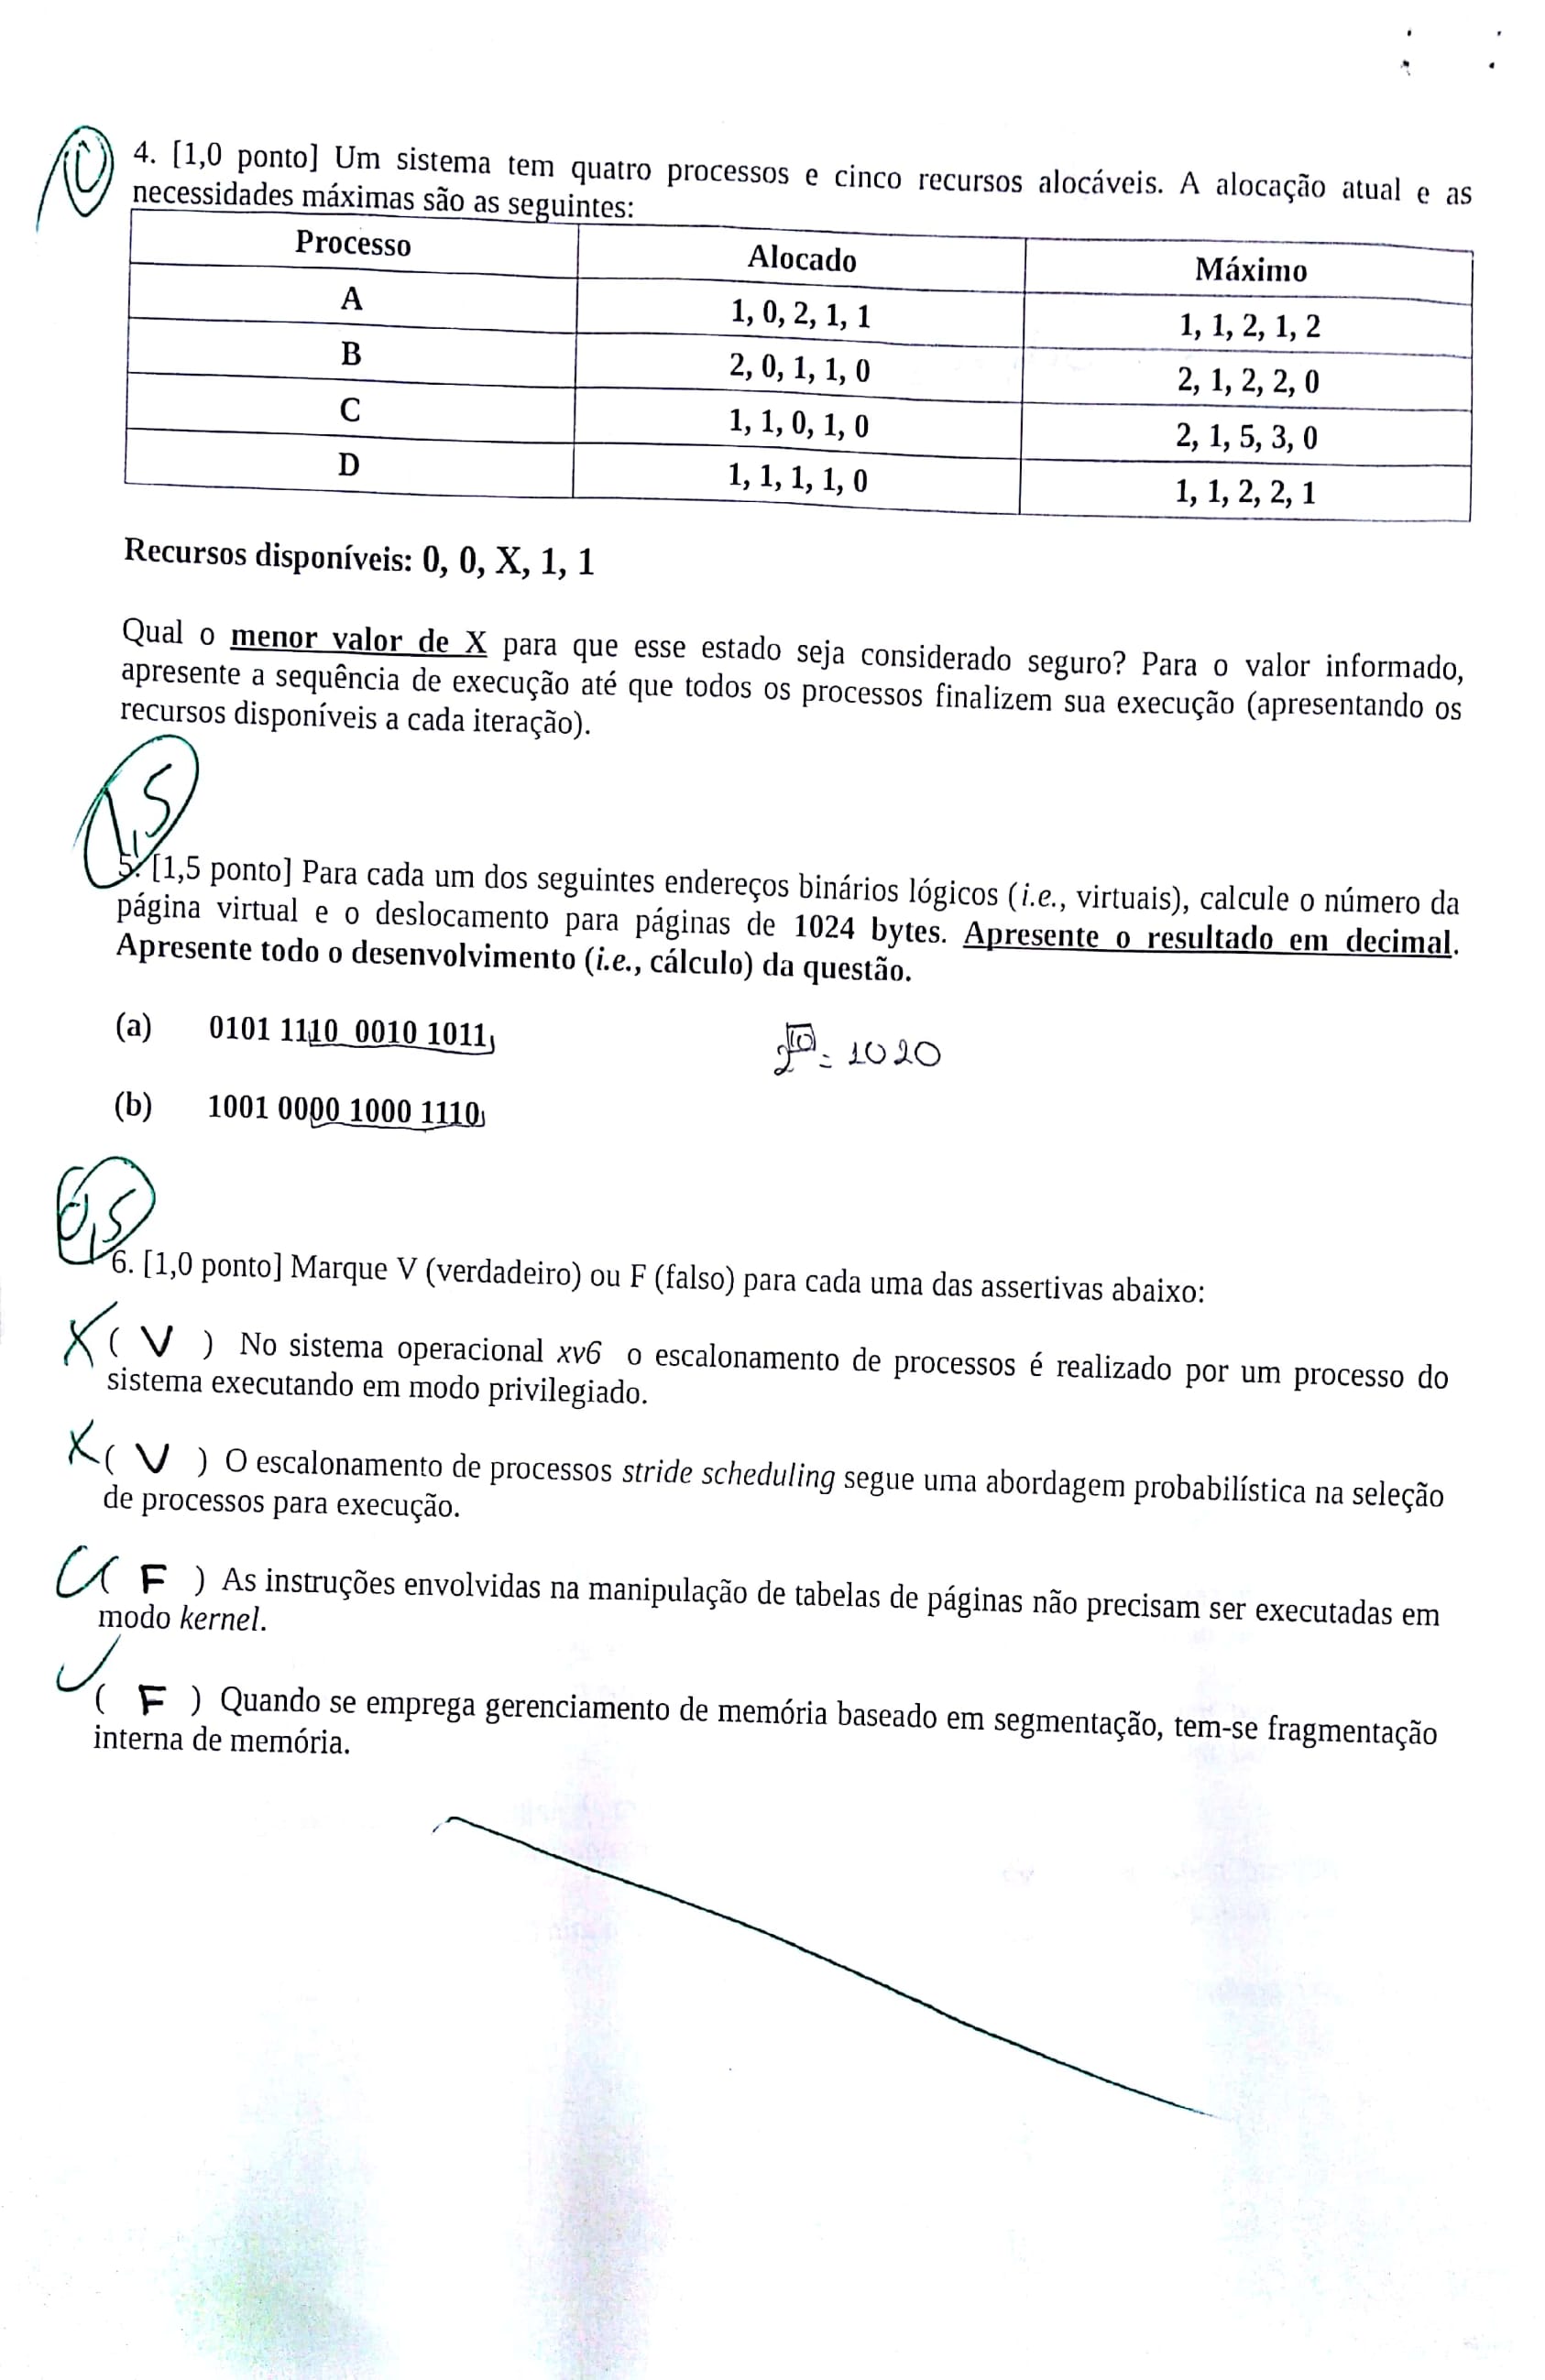 1,0
4. [1,0 ponto] Um sistema tem quatro processos e cinco recursos alocáveis. A alocação atual e as
necessidades máximas são as seguintes:
Processo Alocado Máximo
A 1, 0, 2, 1, 1 1, 1, 2, 1, 2
B 2, 0, 1, 1, 0 2, 1, 2, 2, 0
C 1, 1, 0, 1, 0 2, 1, 5, 3, 0
D 1, 1, 1, 1, 0 1, 1, 2, 2, 1
Recursos disponíveis: 0, 0, X, 1, 1
Qual o menor valor de X para que esse estado seja considerado seguro? Para o valor informado,
apresente a sequência de execução até que todos os processos finalizem sua execução (apresentando os
recursos disponíveis a cada iteração).
1,5
5. [1,5 ponto] Para cada um dos seguintes endereços binários lógicos (i.e., virtuais), calcule o número da
página virtual e o deslocamento para páginas de 1024 bytes. Apresente o resultado em decimal.
Apresente todo o desenvolvimento (i.e., cálculo) da questão.
(a) 0101 1110 0010 1011
2^10 = 1020
(b) 1001 0000 1000 1110
0,5
6. [1,0 ponto] Marque V (verdadeiro) ou F (falso) para cada uma das assertivas abaixo:
( V ) No sistema operacional xv6 o escalonamento de processos é realizado por um processo do
sistema executando em modo privilegiado.
( V ) O escalonamento de processos stride scheduling segue uma abordagem probabilística na seleção
de processos para execução.
( F ) As instruções envolvidas na manipulação de tabelas de páginas não precisam ser executadas em
modo kernel.
( F ) Quando se emprega gerenciamento de memória baseado em segmentação, tem-se fragmentação
interna de memória.